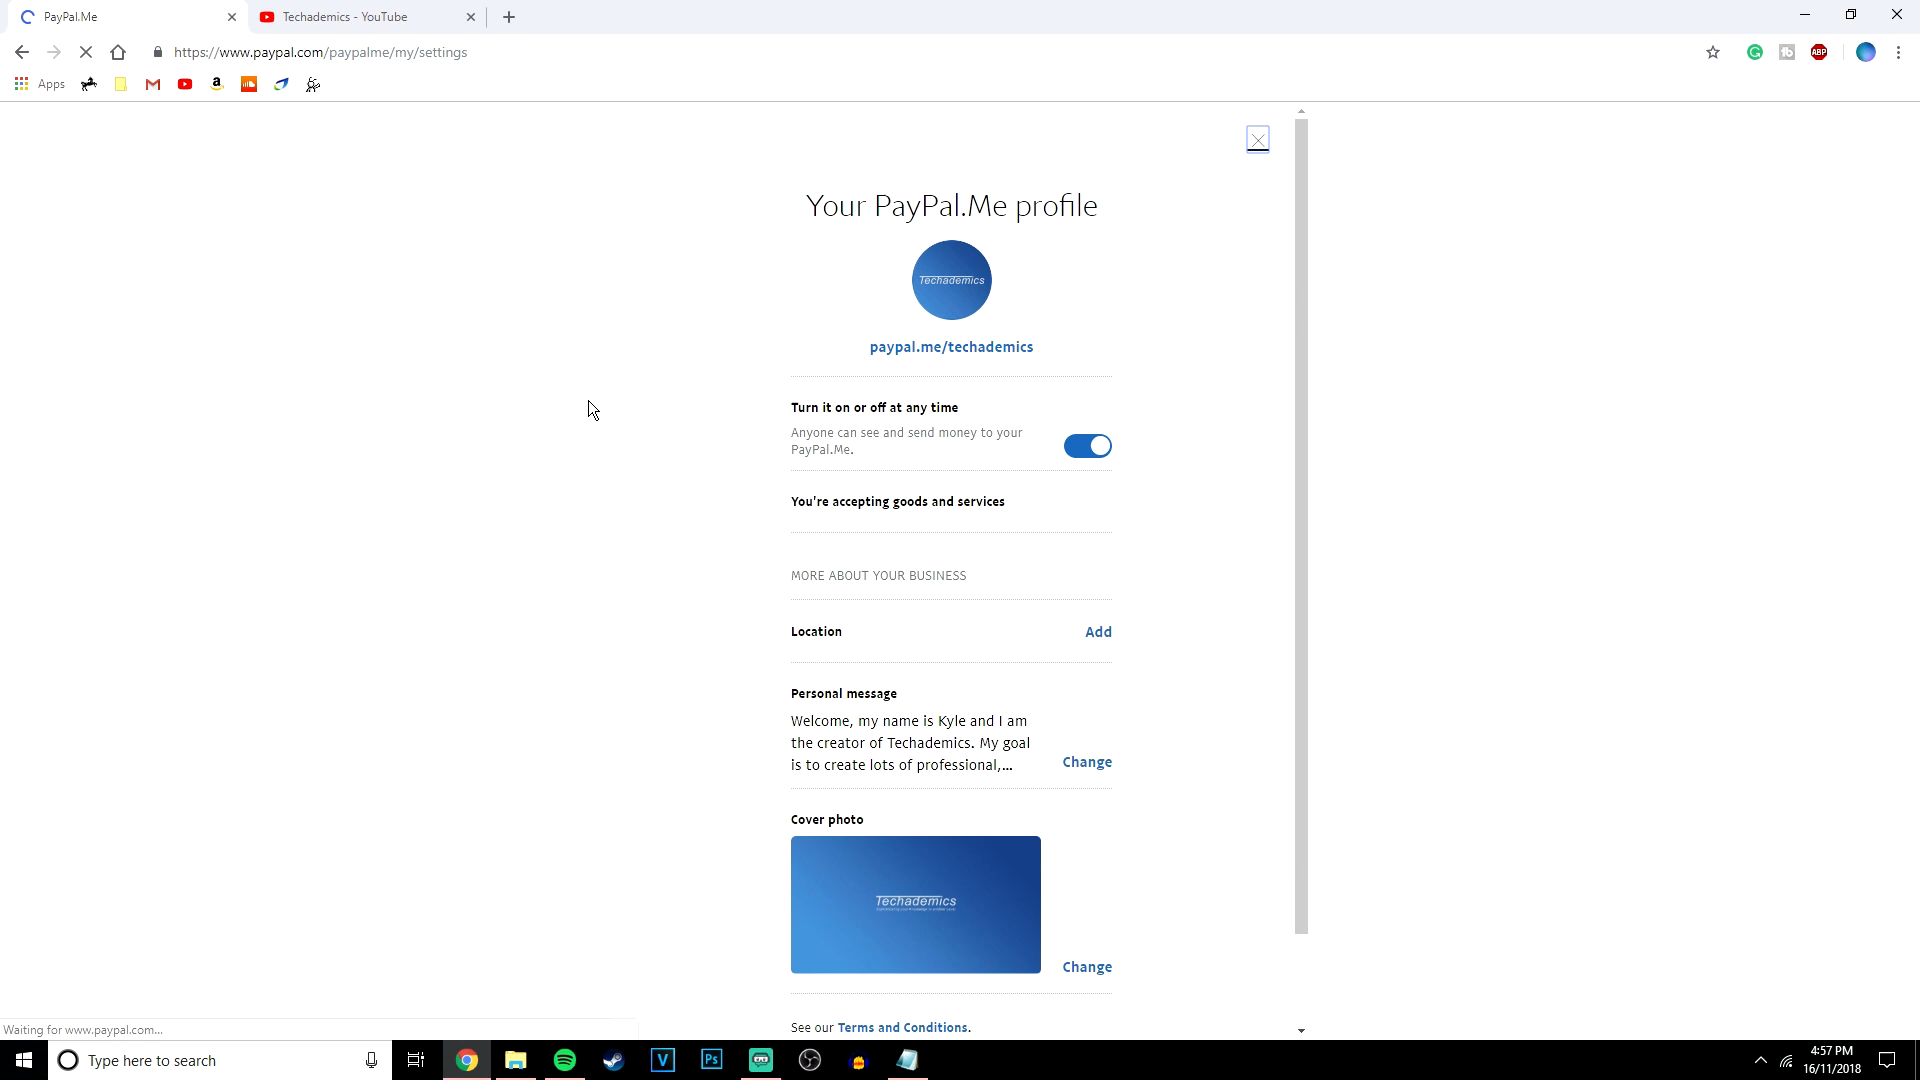 PayPal.Me
Techademics - YouTube
https://www.paypal.com/paypalme/my/settings
ABP
Apps
Your PayPal.Me profile
Techademics
paypal.me/techademics
Turn it on or off at any time
Anyone can see and send money to your
PayPal.Me.
You're accepting goods and services
MORE ABOUT YOUR BUSINESS
Location
Add
Personal message
Welcome, my name is Kyle and I am
the creator of Techademics. My goal
is to create lots of professional,...
Change
Cover photo
Techademics
Change
See our Terms and Conditions.
Waiting for www.paypal.com...
Type here to search
V
Ps
4:57 PM
16/11/2018